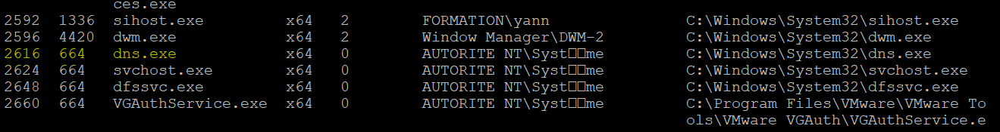 ces.exe
2592 1336 sihost.exe x64 2 FORMATION\yann C:\Windows\System32\sihost.exe
2596 4420 dwm.exe x64 2 Window Manager\DWM-2 C:\Windows\System32\dwm.exe
2616 664 dns.exe x64 0 AUTORITE NT\Syst□□me C:\Windows\System32\dns.exe
2624 664 svchost.exe x64 0 AUTORITE NT\Syst□□me C:\Windows\System32\svchost.exe
2648 664 dfssvc.exe x64 0 AUTORITE NT\Syst□□me C:\Windows\System32\dfssvc.exe
2660 664 VGAuthService.exe x64 0 AUTORITE NT\Syst□□me C:\Program Files\VMware\VMware To
ols\VMware VGAuth\VGAuthService.e